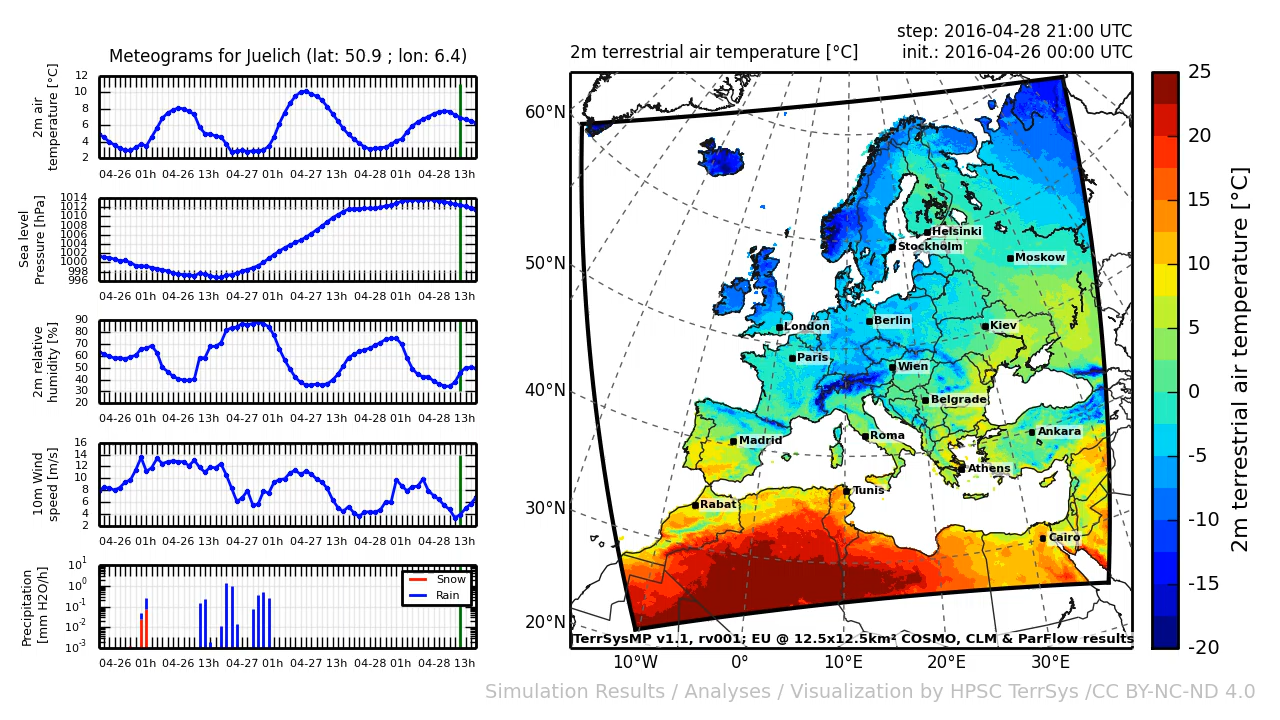 Meteograms for Juelich (lat: 50.9 ; lon: 6.4)
2m air
temperature [°C]
12
10
8
6
4
2
04-26 01h 04-26 13h 04-27 01h 04-27 13h 04-28 01h 04-28 13h
Sea level
Pressure [hPa]
1014
1012
1010
1008
1006
1004
1002
1000
998
996
04-26 01h 04-26 13h 04-27 01h 04-27 13h 04-28 01h 04-28 13h
2m relative
humidity [%]
90
80
70
60
50
40
30
20
04-26 01h 04-26 13h 04-27 01h 04-27 13h 04-28 01h 04-28 13h
10m Wind
speed [m/s]
16
14
12
10
8
6
4
2
04-26 01h 04-26 13h 04-27 01h 04-27 13h 04-28 01h 04-28 13h
Precipitation
[mm H2O/h]
10¹
10⁰
10⁻¹
10⁻²
10⁻³
Snow
Rain
04-26 01h 04-26 13h 04-27 01h 04-27 13h 04-28 01h 04-28 13h
step: 2016-04-28 21:00 UTC
2m terrestrial air temperature [°C] init.: 2016-04-26 00:00 UTC
60°N
50°N
40°N
30°N
20°N
Helsinki
Stockholm
Moskow
London
Berlin
Kiev
Paris
Wien
Belgrade
Madrid
Roma
Ankara
Athens
Tunis
Rabat
Cairo
TerrSysMP v1.1, rv001; EU @ 12.5x12.5km² COSMO, CLM & ParFlow results
10°W 0° 10°E 20°E 30°E
25
20
15
10
5
0
-5
-10
-15
-20
2m terrestrial air temperature [°C]
Simulation Results / Analyses / Visualization by HPSC TerrSys /CC BY-NC-ND 4.0